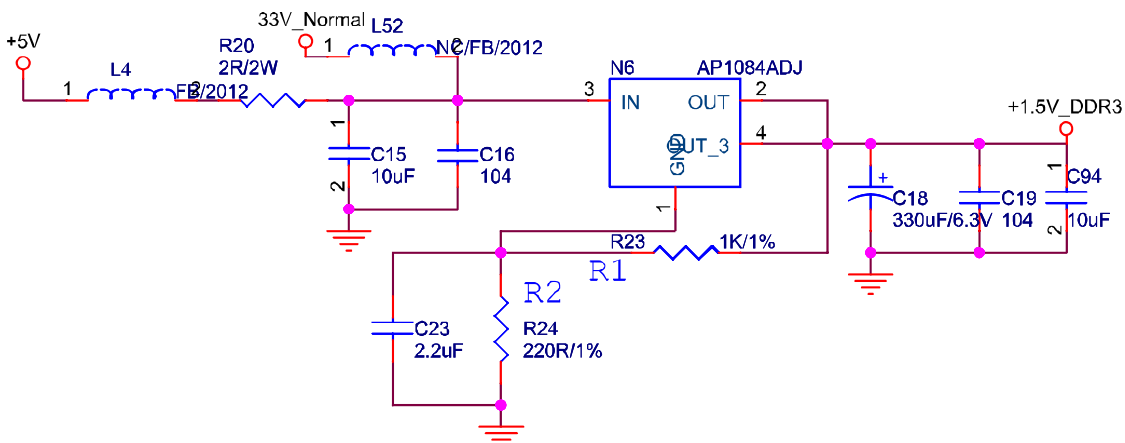 33V_Normal
L52
+5V
1
2
NC/FB/2012
R20
2R/2W
L4
1
2
FB/2012
N6
AP1084ADJ
3
IN
OUT
2
OUT_3
4
GND
1
+1.5V_DDR3
1
C15
10uF
2
C16
104
C18
330uF/6.3V
+
C19
104
1
C94
10uF
2
R23
1K/1%
R1
R2
C23
2.2uF
R24
220R/1%